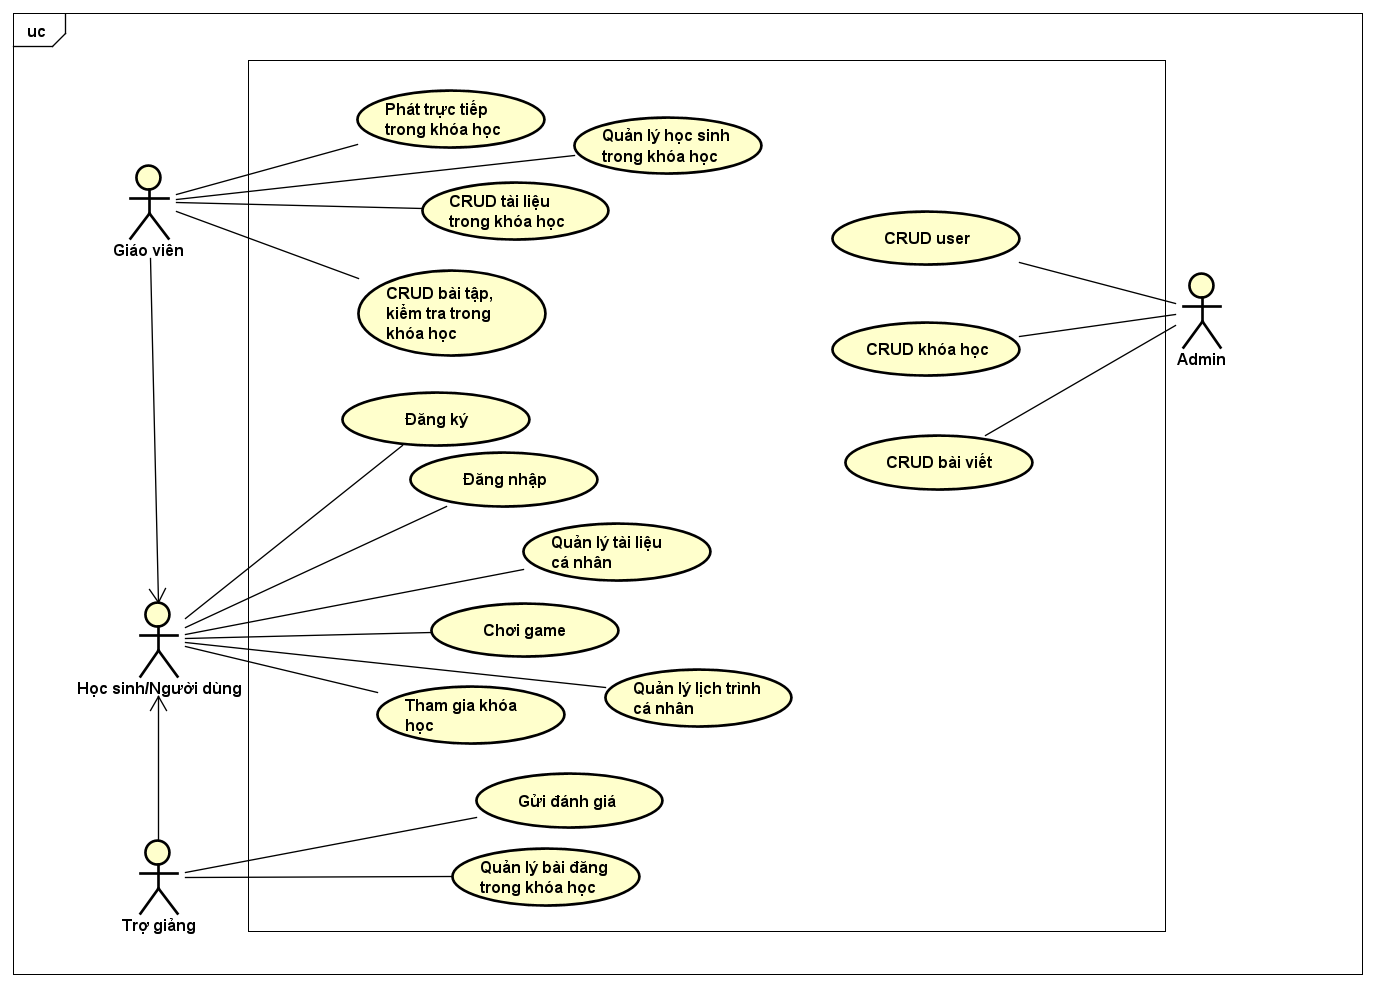 uc
Phát trực tiếp
trong khóa học
Quản lý học sinh
trong khóa học
CRUD tài liệu
trong khóa học
Giáo viên
CRUD bài tập,
kiểm tra trong
khóa học
CRUD user
CRUD khóa học
Admin
CRUD bài viết
Đăng ký
Đăng nhập
Quản lý tài liệu
cá nhân
Chơi game
Học sinh/Người dùng
Quản lý lịch trình
cá nhân
Tham gia khóa
học
Gửi đánh giá
Quản lý bài đăng
trong khóa học
Trợ giảng